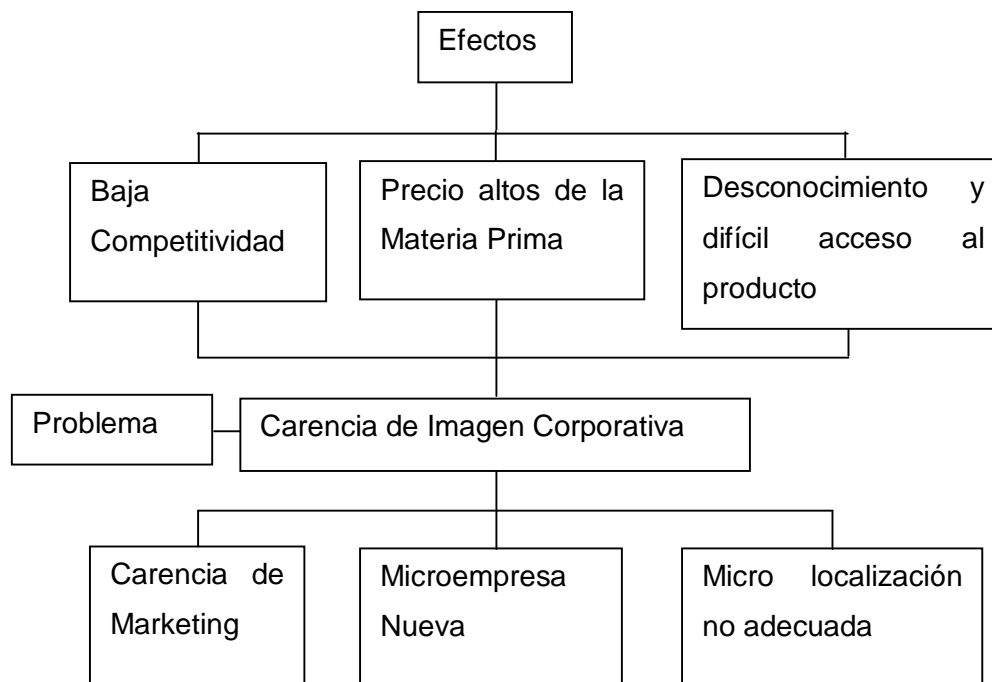 Efectos
Baja
Competitividad
Precio altos de la
Materia Prima
Desconocimiento y
difícil acceso al
producto
Problema
Carencia de Imagen Corporativa
Carencia de
Marketing
Microempresa
Nueva
Micro localización
no adecuada